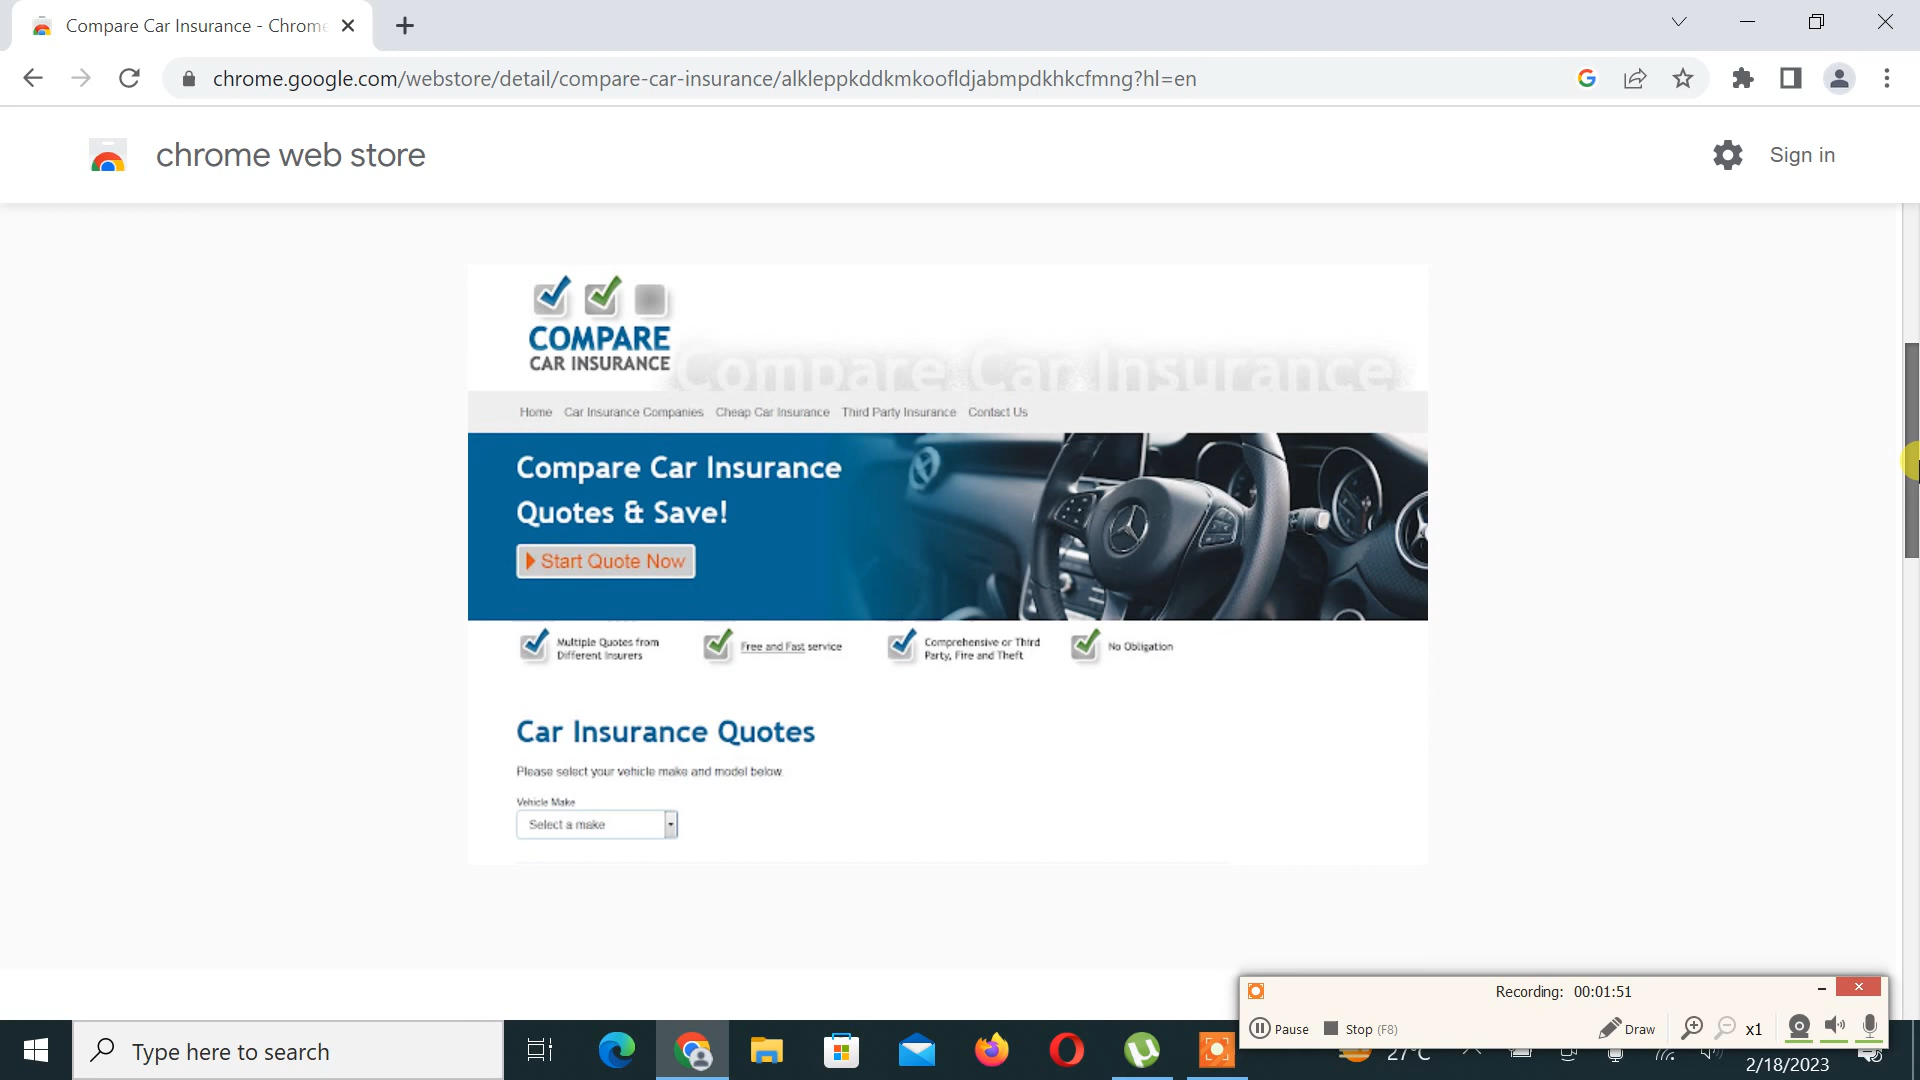 Compare Car Insurance - Chrome
chrome.google.com/webstore/detail/compare-car-insurance/alkleppkddkmkoofldjabmpdkhkcfmng?hl=en
chrome web store
Sign in
COMPARE
CAR INSURANCE
Compare Car Insurance
Home Car Insurance Companies Cheap Car Insurance Third Party Insurance Contact Us
Compare Car Insurance
Quotes & Save!
Start Quote Now
Multiple Quotes from
Different Insurers
Free and Fast service
Comprehensive or Third
Party, Fire and Theft
No Obligation
Car Insurance Quotes
Please select your vehicle make and model below.
Vehicle Make
Select a make
Recording: 00:01:51
Pause Stop (F8) Draw x1
Type here to search
27°C
2/18/2023